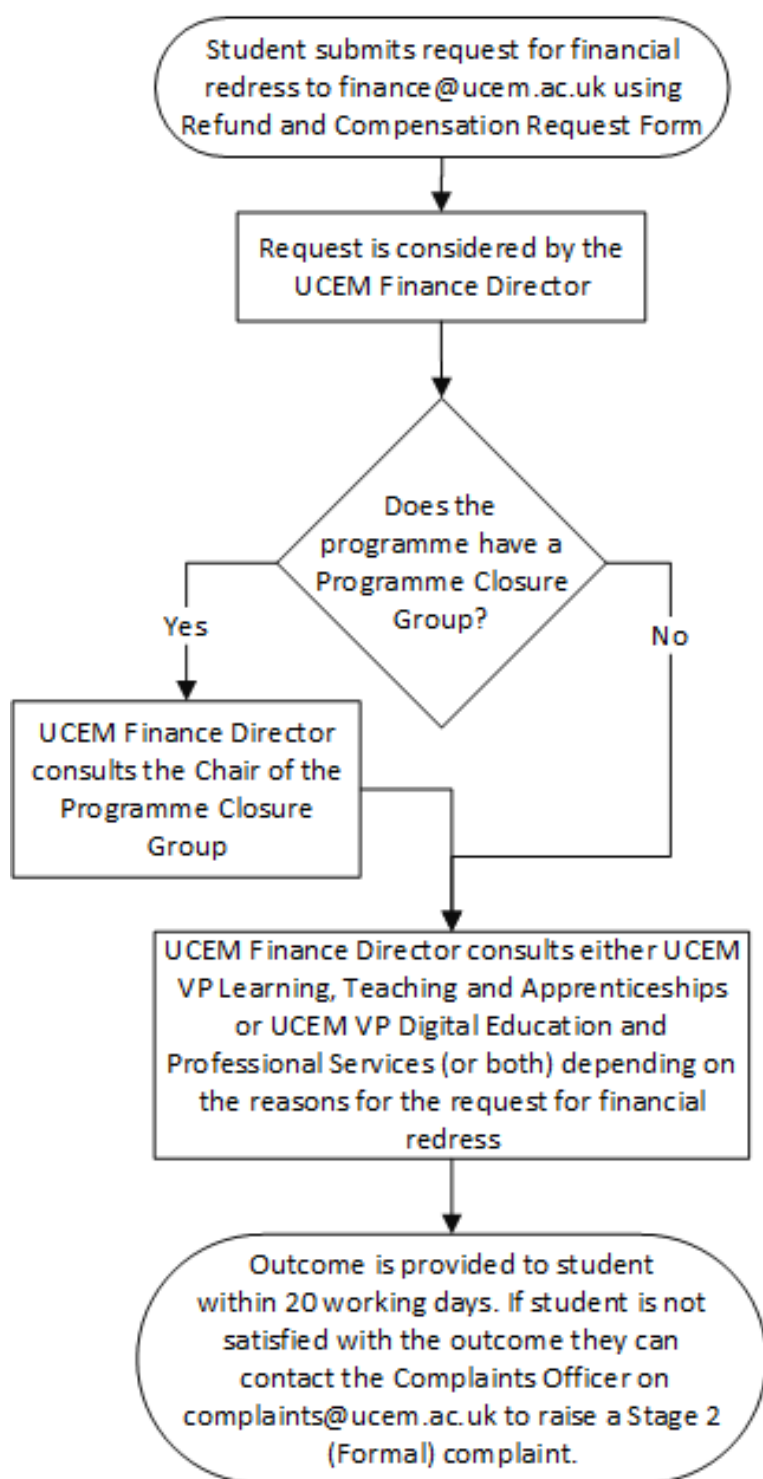 Student submits request for financial
redress to finance@ucem.ac.uk using
Refund and Compensation Request Form
Request is considered by the
UCEM Finance Director
Does the
programme have a
Programme Closure
Group?
Yes
No
UCEM Finance Director
consults the Chair of the
Programme Closure
Group
UCEM Finance Director consults either UCEM
VP Learning, Teaching and Apprenticeships
or UCEM VP Digital Education and
Professional Services (or both) depending on
the reasons for the request for financial
redress
Outcome is provided to student
within 20 working days. If student is not
satisfied with the outcome they can
contact the Complaints Officer on
complaints@ucem.ac.uk to raise a Stage 2
(Formal) complaint.